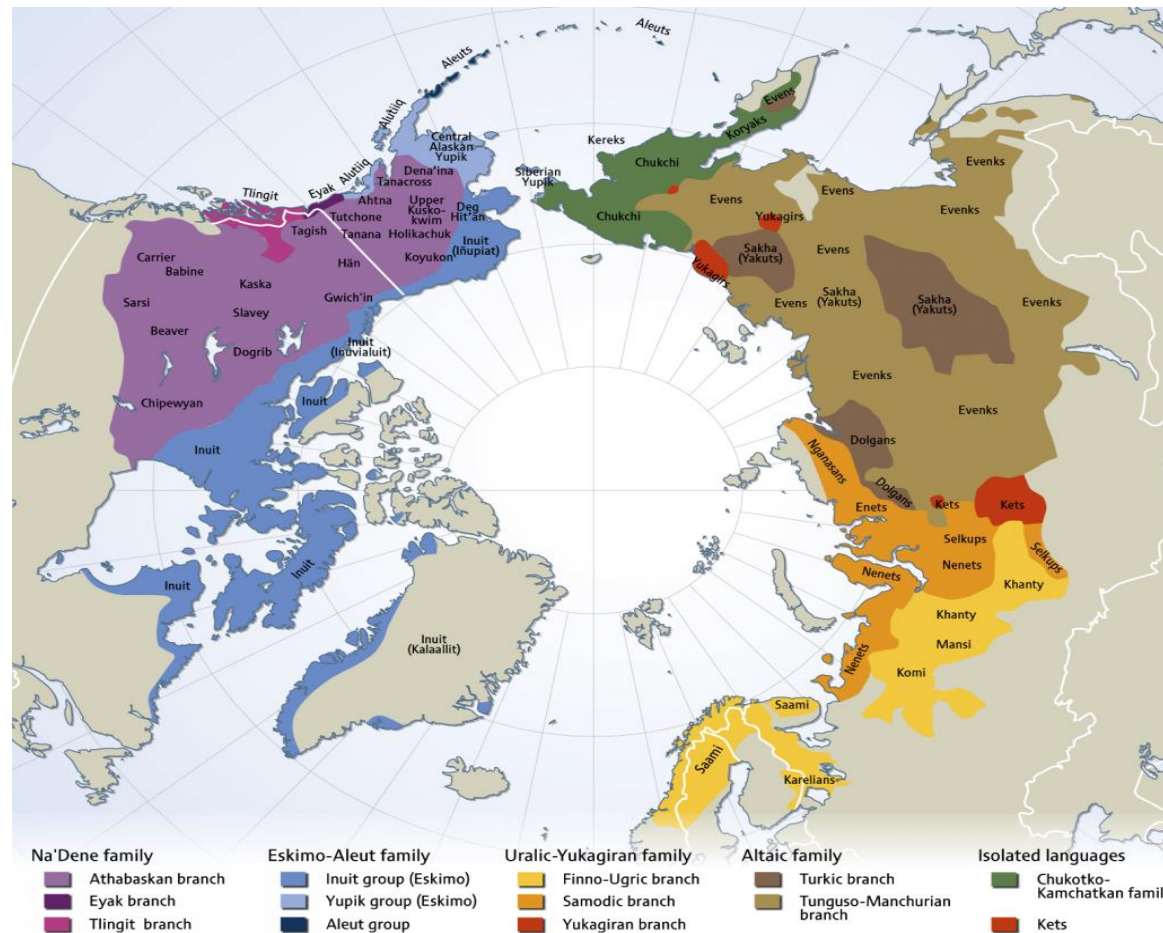 Aleuts
Aleuts
Alutiiq
Evens
Koryaks
Central
Alaskan
Yupik
Kereks
Chukchi
Evenks
Eyak
Alutiiq
Dena'ina
Tanacross
Siberian
Yupik
Evens
Tlingit
Ahtna
Upper
Kusko-
kwim
Deg
Hit'an
Chukchi
Evens
Yukagirs
Evenks
Tutchone
Tagish
Tanana
Holikachuk
Inuit
(Iñupiat)
Sakha
(Yakuts)
Evens
Carrier
Babine
Hän
Koyukon
Yukagirs
Kaska
Gwich'in
Evens
Sakha
(Yakuts)
Sakha
(Yakuts)
Evenks
Sarsi
Slavey
Beaver
Dogrib
Inuit
(Inuvialuit)
Evenks
Chipewyan
Inuit
Evenks
Inuit
Nganasans
Dolgans
Dolgans
Enets
Kets
Kets
Selkups
Selkups
Inuit
Inuit
Nenets
Nenets
Khanty
Khanty
Inuit
(Kalaallit)
Mansi
Nenets
Komi
Saami
Saami
Karelians
Na'Dene family
Athabaskan branch
Eyak branch
Tlingit branch
Eskimo-Aleut family
Inuit group (Eskimo)
Yupik group (Eskimo)
Aleut group
Uralic-Yukagiran family
Finno-Ugric branch
Samodic branch
Yukagiran branch
Altaic family
Turkic branch
Tunguso-Manchurian
branch
Isolated languages
Chukotko-
Kamchatkan family
Kets